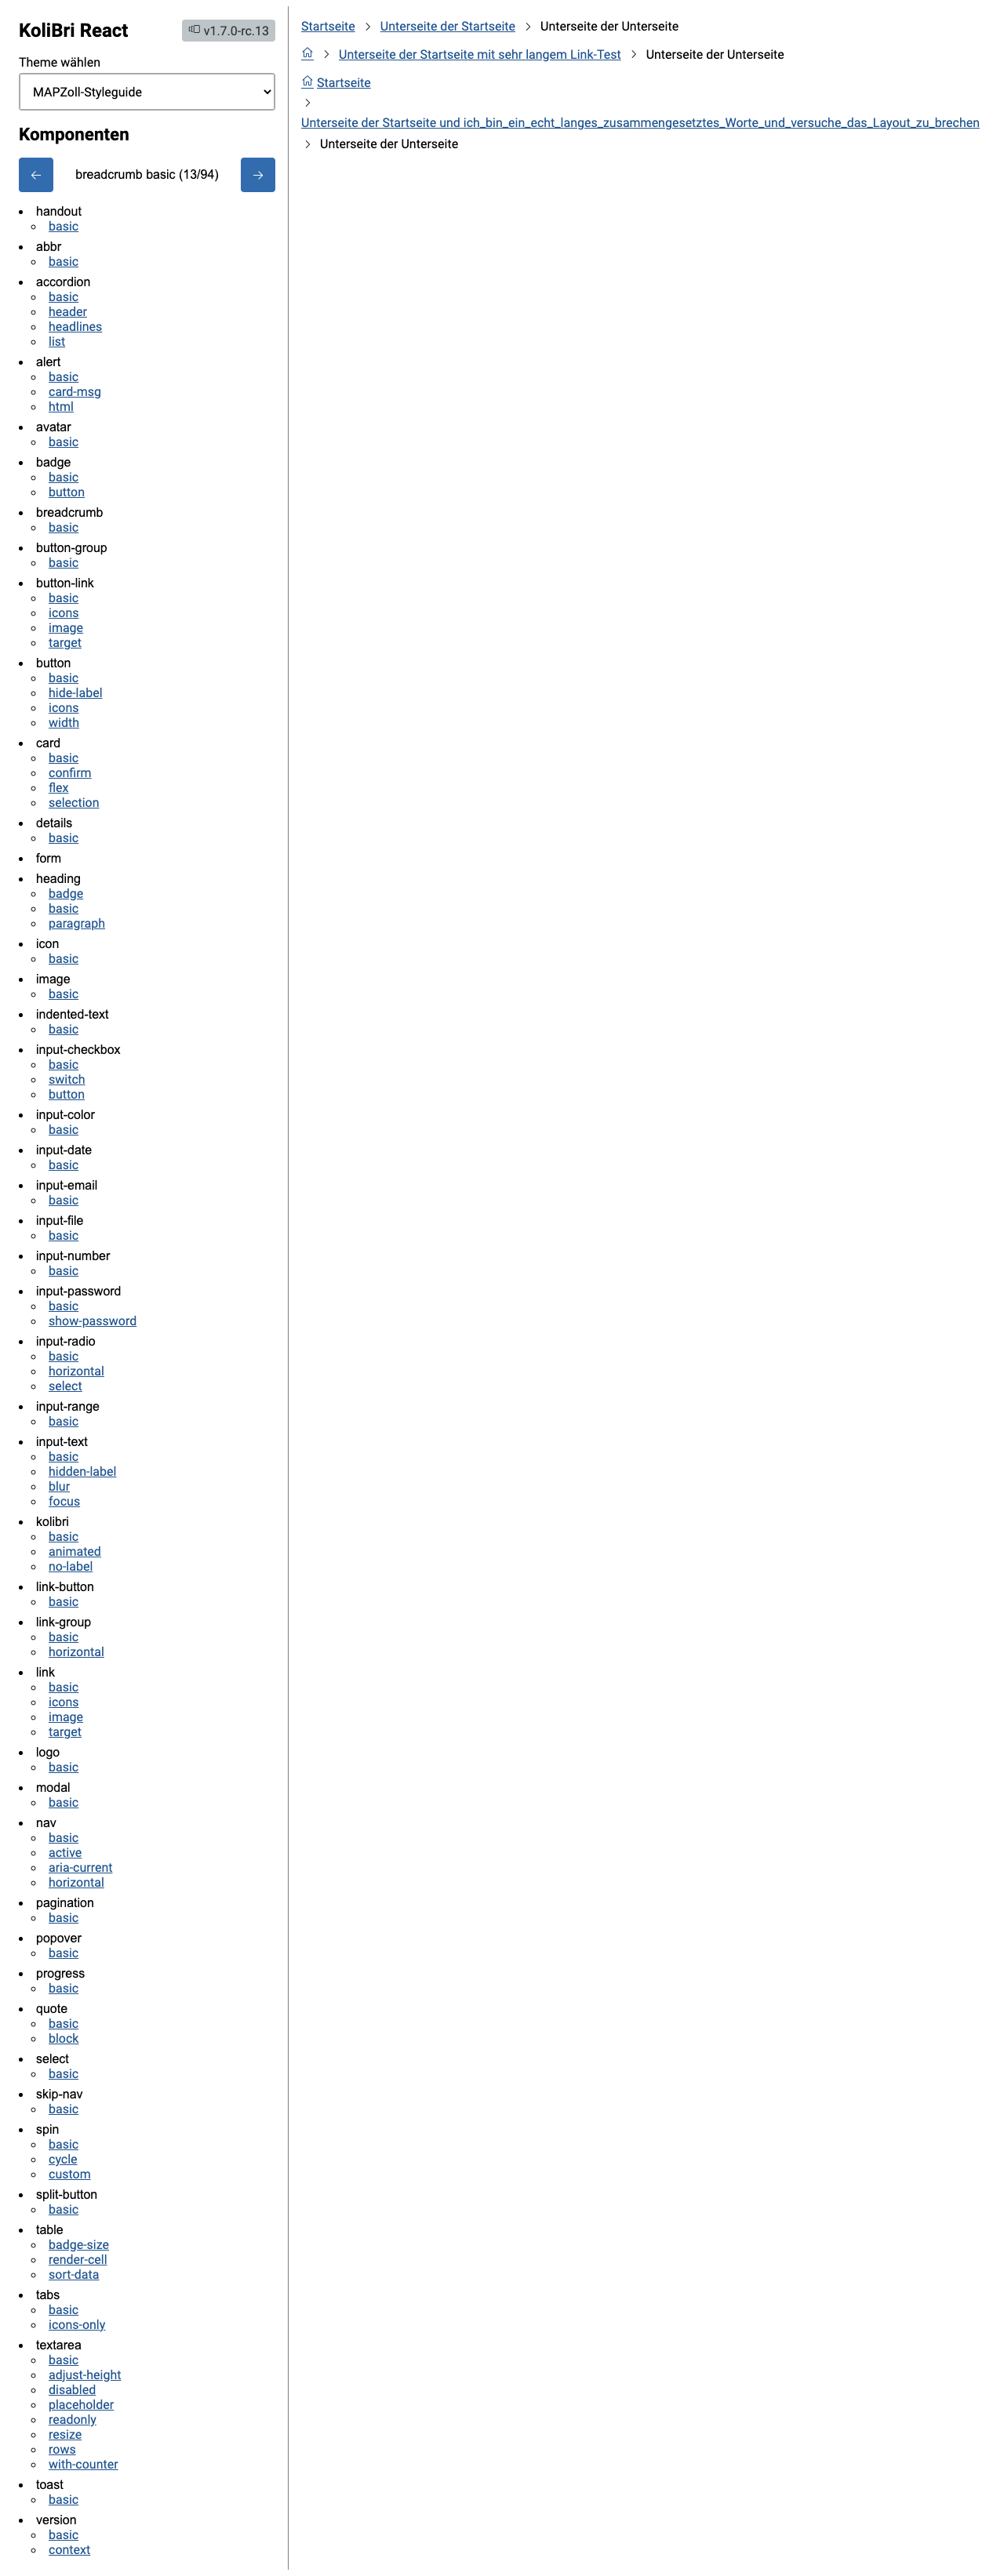 KoliBri React
v1.7.0-rc.13
Theme wählen
MAPZoll-Styleguide
Komponenten
breadcrumb basic (13/94)
handout
basic
abbr
basic
accordion
basic
header
headlines
list
alert
basic
card-msg
html
avatar
basic
badge
basic
button
breadcrumb
basic
button-group
basic
button-link
basic
icons
image
target
button
basic
hide-label
icons
width
card
basic
confirm
flex
selection
details
basic
form
heading
badge
basic
paragraph
icon
basic
image
basic
indented-text
basic
input-checkbox
basic
switch
button
input-color
basic
input-date
basic
input-email
basic
input-file
basic
input-number
basic
input-password
basic
show-password
input-radio
basic
horizontal
select
input-range
basic
input-text
basic
hidden-label
blur
focus
kolibri
basic
animated
no-label
link-button
basic
link-group
basic
horizontal
link
basic
icons
image
target
logo
basic
modal
basic
nav
basic
active
aria-current
horizontal
pagination
basic
popover
basic
progress
basic
quote
basic
block
select
basic
skip-nav
basic
spin
basic
cycle
custom
split-button
basic
table
badge-size
render-cell
sort-data
tabs
basic
icons-only
textarea
basic
adjust-height
disabled
placeholder
readonly
resize
rows
with-counter
toast
basic
version
basic
context
Startseite > Unterseite der Startseite > Unterseite der Unterseite
> Unterseite der Startseite mit sehr langem Link-Test > Unterseite der Unterseite
Startseite
>
Unterseite der Startseite und ich_bin_ein_echt_langes_zusammengesetztes_Worte_und_versuche_das_Layout_zu_brechen
> Unterseite der Unterseite